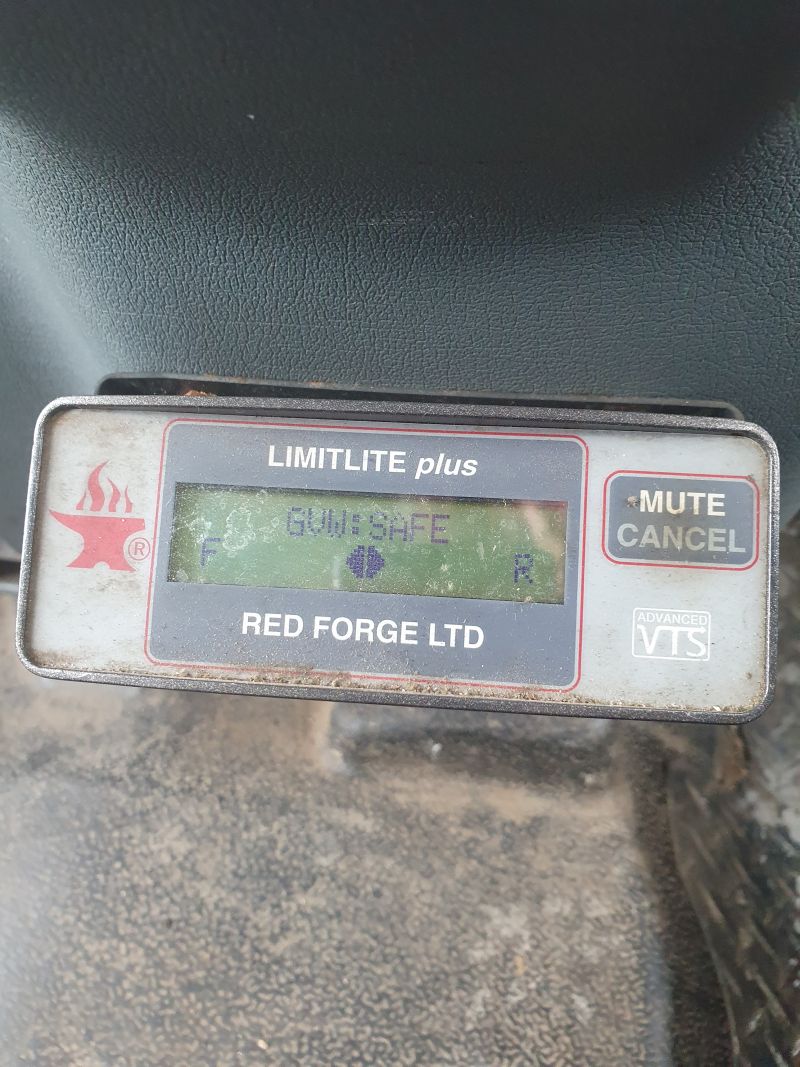 LIMITLITE plus
GVW:SAFE
F R
RED FORGE LTD
®
MUTE
CANCEL
ADVANCED
VTS